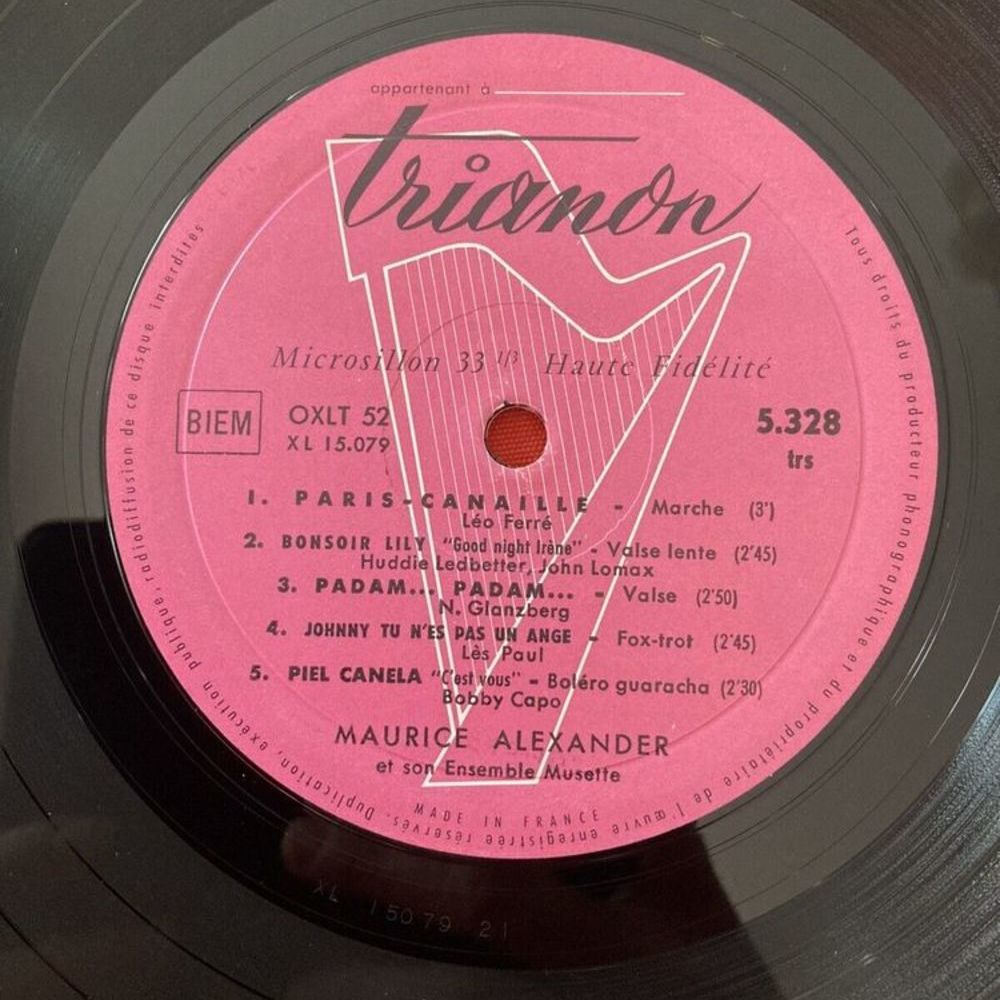 appartenant à
Trianon
Microsillon 33 1/3 Haute Fidélité
BIEM
OXLT 52
XL 15.079
5.328
trs
1. PARIS-CANAILLE - Marche (3')
Léo Ferré
2. BONSOIR LILY "Good night Irène" - Valse lente (2'45)
Huddie Ledbetter, John Lomax
3. PADAM... PADAM... - Valse (2'50)
N. Glanzberg
4. JOHNNY TU N'ES PAS UN ANGE - Fox-trot (2'45)
Lès Paul
5. PIEL CANELA "C'est vous" - Boléro guaracha (2'30)
Bobby Capo
MAURICE ALEXANDER
et son Ensemble Musette
MADE IN FRANCE
Tous droits du producteur phonographique et du propriétaire de l'œuvre enregistrée réservés. Duplication, exécution publique, radiodiffusion de ce disque interdites
XL 15079 21